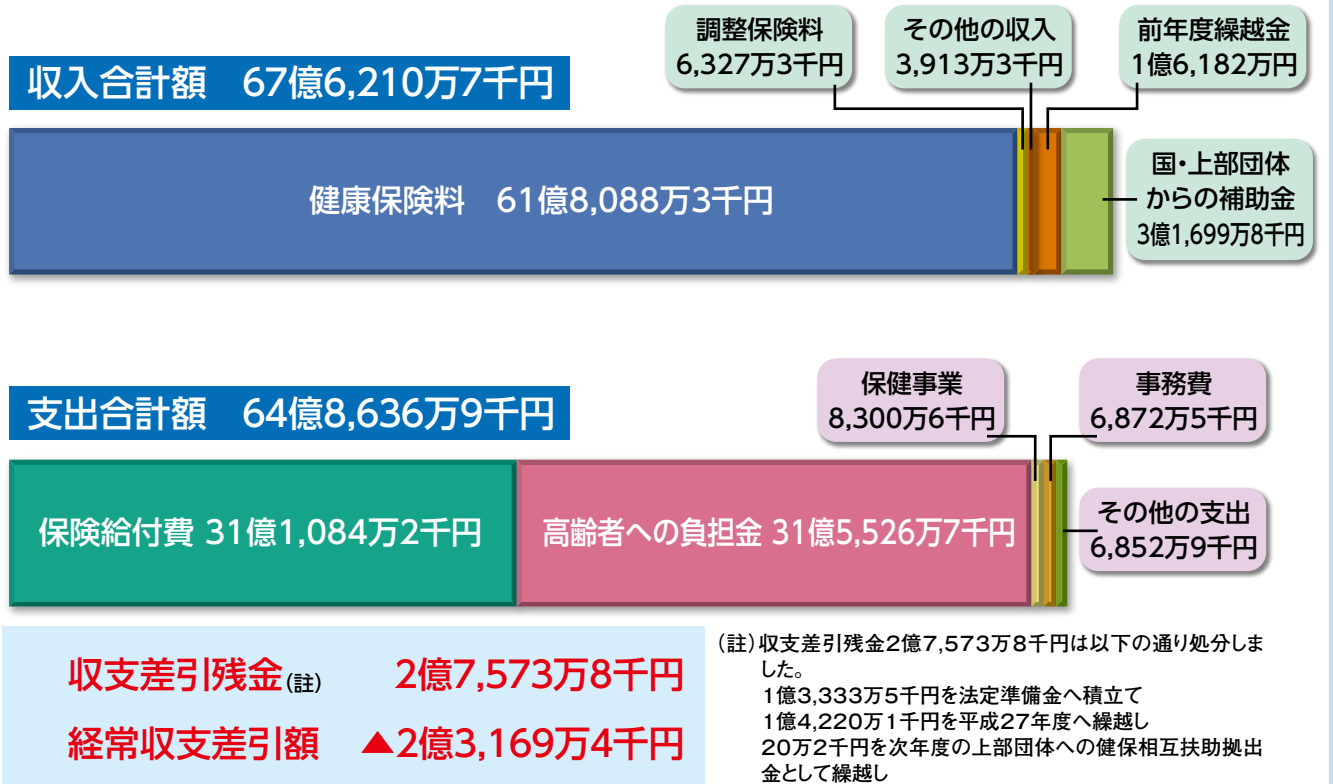 収入合計額　67億6,210万7千円
調整保険料
6,327万3千円
その他の収入
3,913万3千円
前年度繰越金
1億6,182万円
健康保険料　61億8,088万3千円
国・上部団体
からの補助金
3億1,699万8千円
支出合計額　64億8,636万9千円
保健事業
8,300万6千円
事務費
6,872万5千円
保険給付費 31億1,084万2千円
高齢者への負担金 31億5,526万7千円
その他の支出
6,852万9千円
収支差引残金(註)　2億7,573万8千円
経常収支差引額　▲2億3,169万4千円
（註）収支差引残金2億7,573万8千円は以下の通り処分しま
した。
1億3,333万5千円を法定準備金へ積立て
1億4,220万1千円を平成27年度へ繰越し
20万2千円を次年度の上部団体への健保相互扶助拠出
金として繰越し